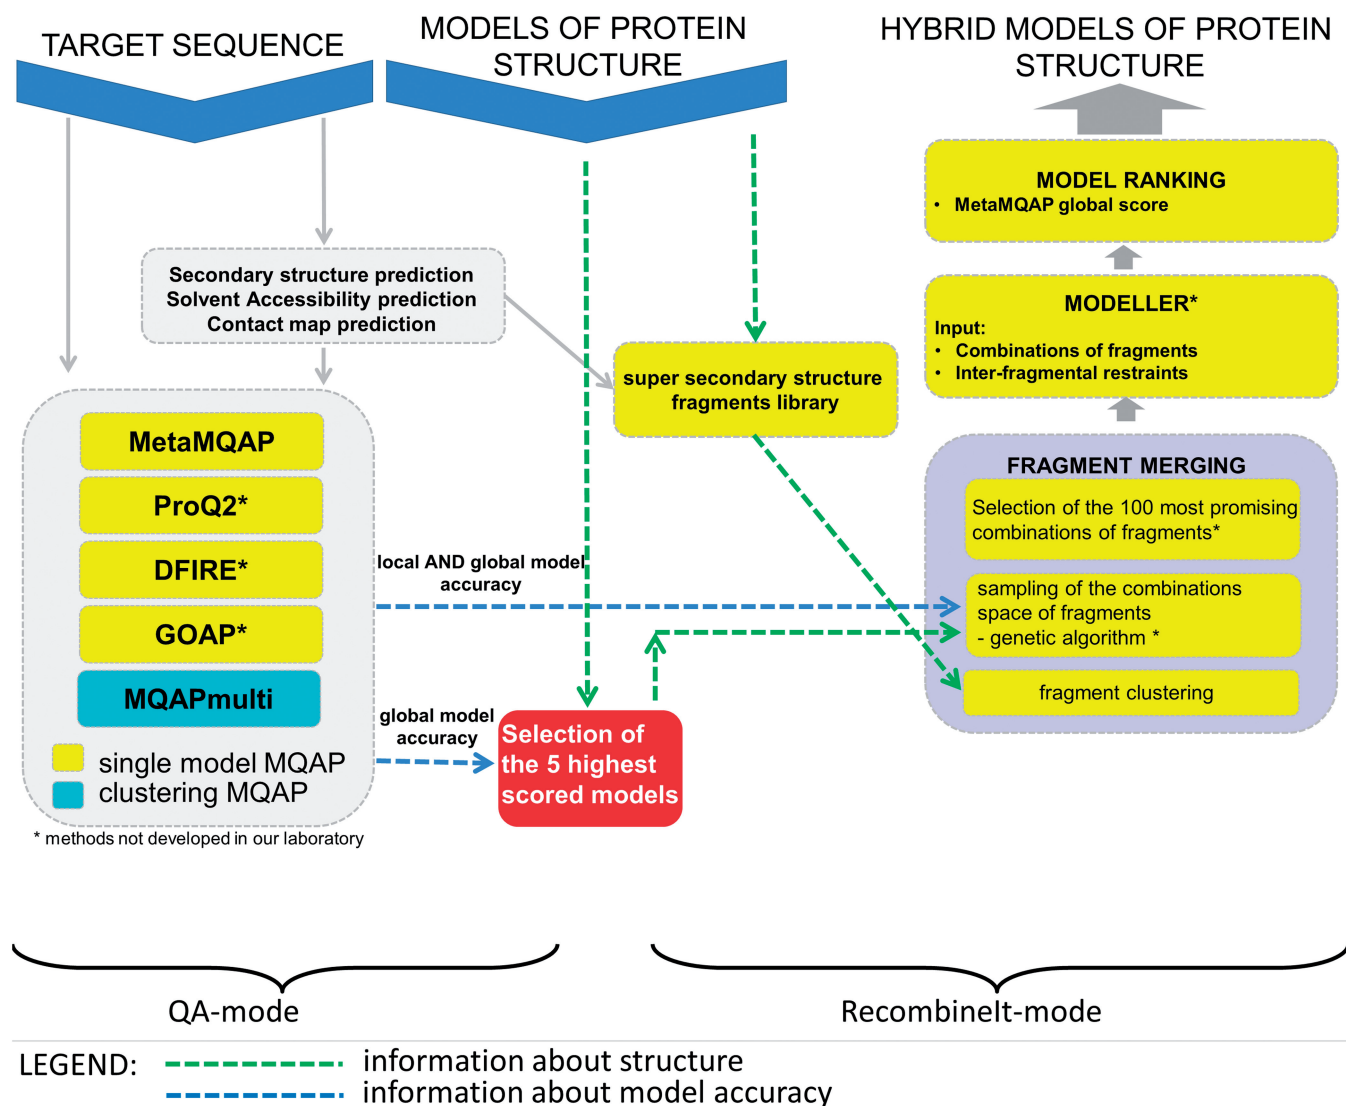 TARGET SEQUENCE
MODELS OF PROTEIN
STRUCTURE
HYBRID MODELS OF PROTEIN
STRUCTURE
Secondary structure prediction
Solvent Accessibility prediction
Contact map prediction
MetaMQAP
ProQ2*
DFIRE*
GOAP*
MQAPmulti
single model MQAP
clustering MQAP
* methods not developed in our laboratory
local AND global model
accuracy
global model
accuracy
Selection of
the 5 highest
scored models
super secondary structure
fragments library
MODEL RANKING
• MetaMQAP global score
MODELLER*
Input:
• Combinations of fragments
• Inter-fragmental restraints
FRAGMENT MERGING
Selection of the 100 most promising
combinations of fragments*
sampling of the combinations
space of fragments
- genetic algorithm *
fragment clustering
QA-mode
RecombineIt-mode
LEGEND:
information about structure
information about model accuracy